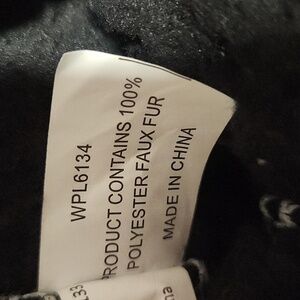 WPL6134
PRODUCT CONTAINS 100%
POLYESTER FAUX FUR
MADE IN CHINA